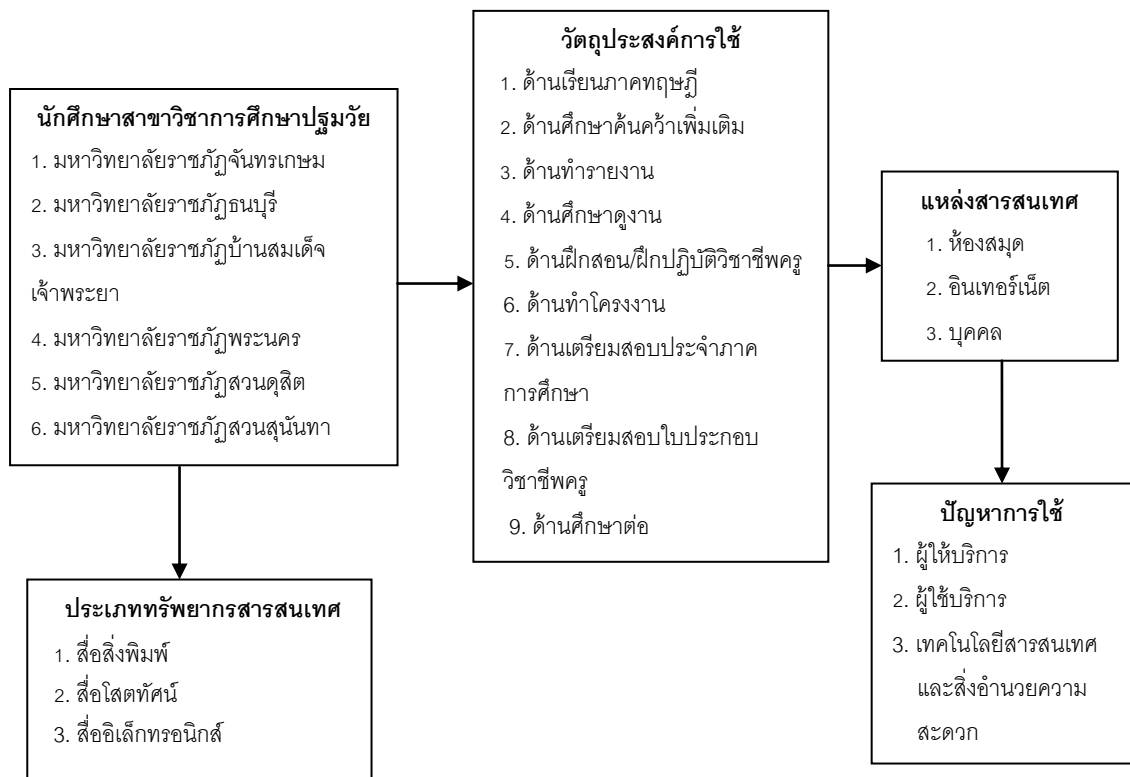 นักศึกษาสาขาวิชาการศึกษาปฐมวัย
1. มหาวิทยาลัยราชภัฏจันทรเกษม
2. มหาวิทยาลัยราชภัฏธนบุรี
3. มหาวิทยาลัยราชภัฏบ้านสมเด็จ
เจ้าพระยา
4. มหาวิทยาลัยราชภัฏพระนคร
5. มหาวิทยาลัยราชภัฏสวนดุสิต
6. มหาวิทยาลัยราชภัฏสวนสุนันทา
ประเภททรัพยากรสารสนเทศ
1. สื่อสิ่งพิมพ์
2. สื่อโสตทัศน์
3. สื่ออิเล็กทรอนิกส์
วัตถุประสงค์การใช้
1. ด้านเรียนภาคทฤษฎี
2. ด้านศึกษาค้นคว้าเพิ่มเติม
3. ด้านทำรายงาน
4. ด้านศึกษาดูงาน
5. ด้านฝึกสอน/ฝึกปฏิบัติวิชาชีพครู
6. ด้านทำโครงงาน
7. ด้านเตรียมสอบประจำภาค
การศึกษา
8. ด้านเตรียมสอบใบประกอบ
วิชาชีพครู
9. ด้านศึกษาต่อ
แหล่งสารสนเทศ
1. ห้องสมุด
2. อินเทอร์เน็ต
3. บุคคล
ปัญหาการใช้
1. ผู้ให้บริการ
2. ผู้ใช้บริการ
3. เทคโนโลยีสารสนเทศ
และสิ่งอำนวยความ
สะดวก